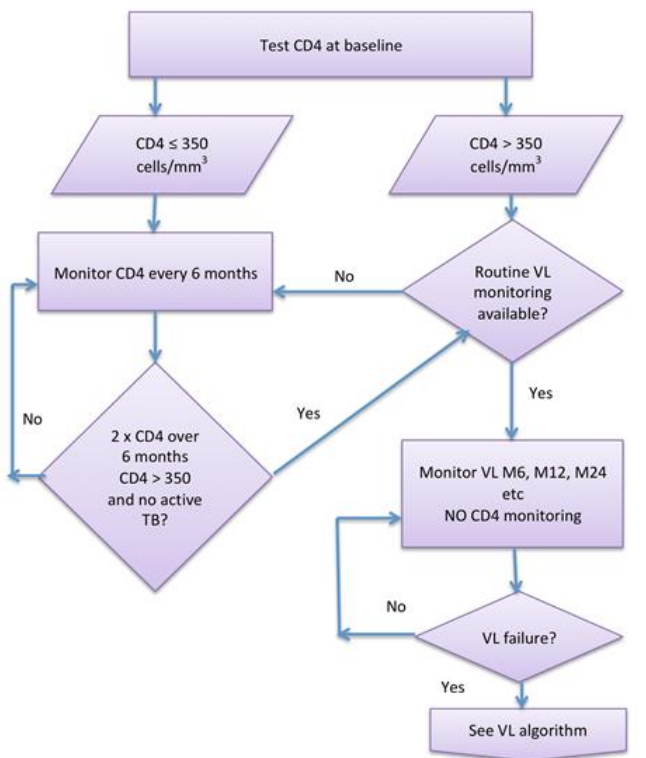 Test CD4 at baseline
CD4 ≤ 350
cells/mm³
CD4 > 350
cells/mm³
Monitor CD4 every 6 months
No
Routine VL
monitoring
available?
No
Yes
Yes
2 x CD4 over
6 months
CD4 > 350
and no active
TB?
Monitor VL M6, M12, M24
etc
NO CD4 monitoring
No
VL failure?
Yes
See VL algorithm